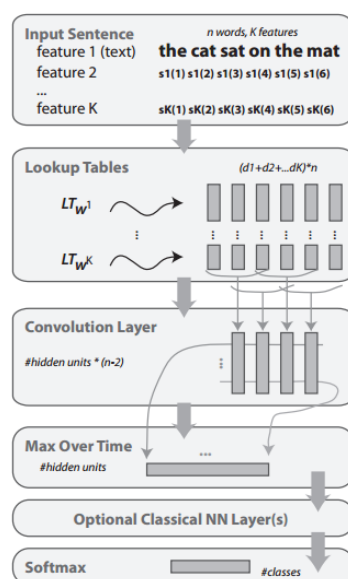 Input Sentence
n words, K features
feature 1 (text) the cat sat on the mat
feature 2 s1(1) s1(2) s1(3) s1(4) s1(5) s1(6)
...
feature K sK(1) sK(2) sK(3) sK(4) sK(5) sK(6)
Lookup Tables
(d1+d2+...dK)*n
LTw1
...
LTwK
...
Convolution Layer
#hidden units * (n-2)
...
Max Over Time
...
#hidden units
Optional Classical NN Layer(s)
Softmax
#classes